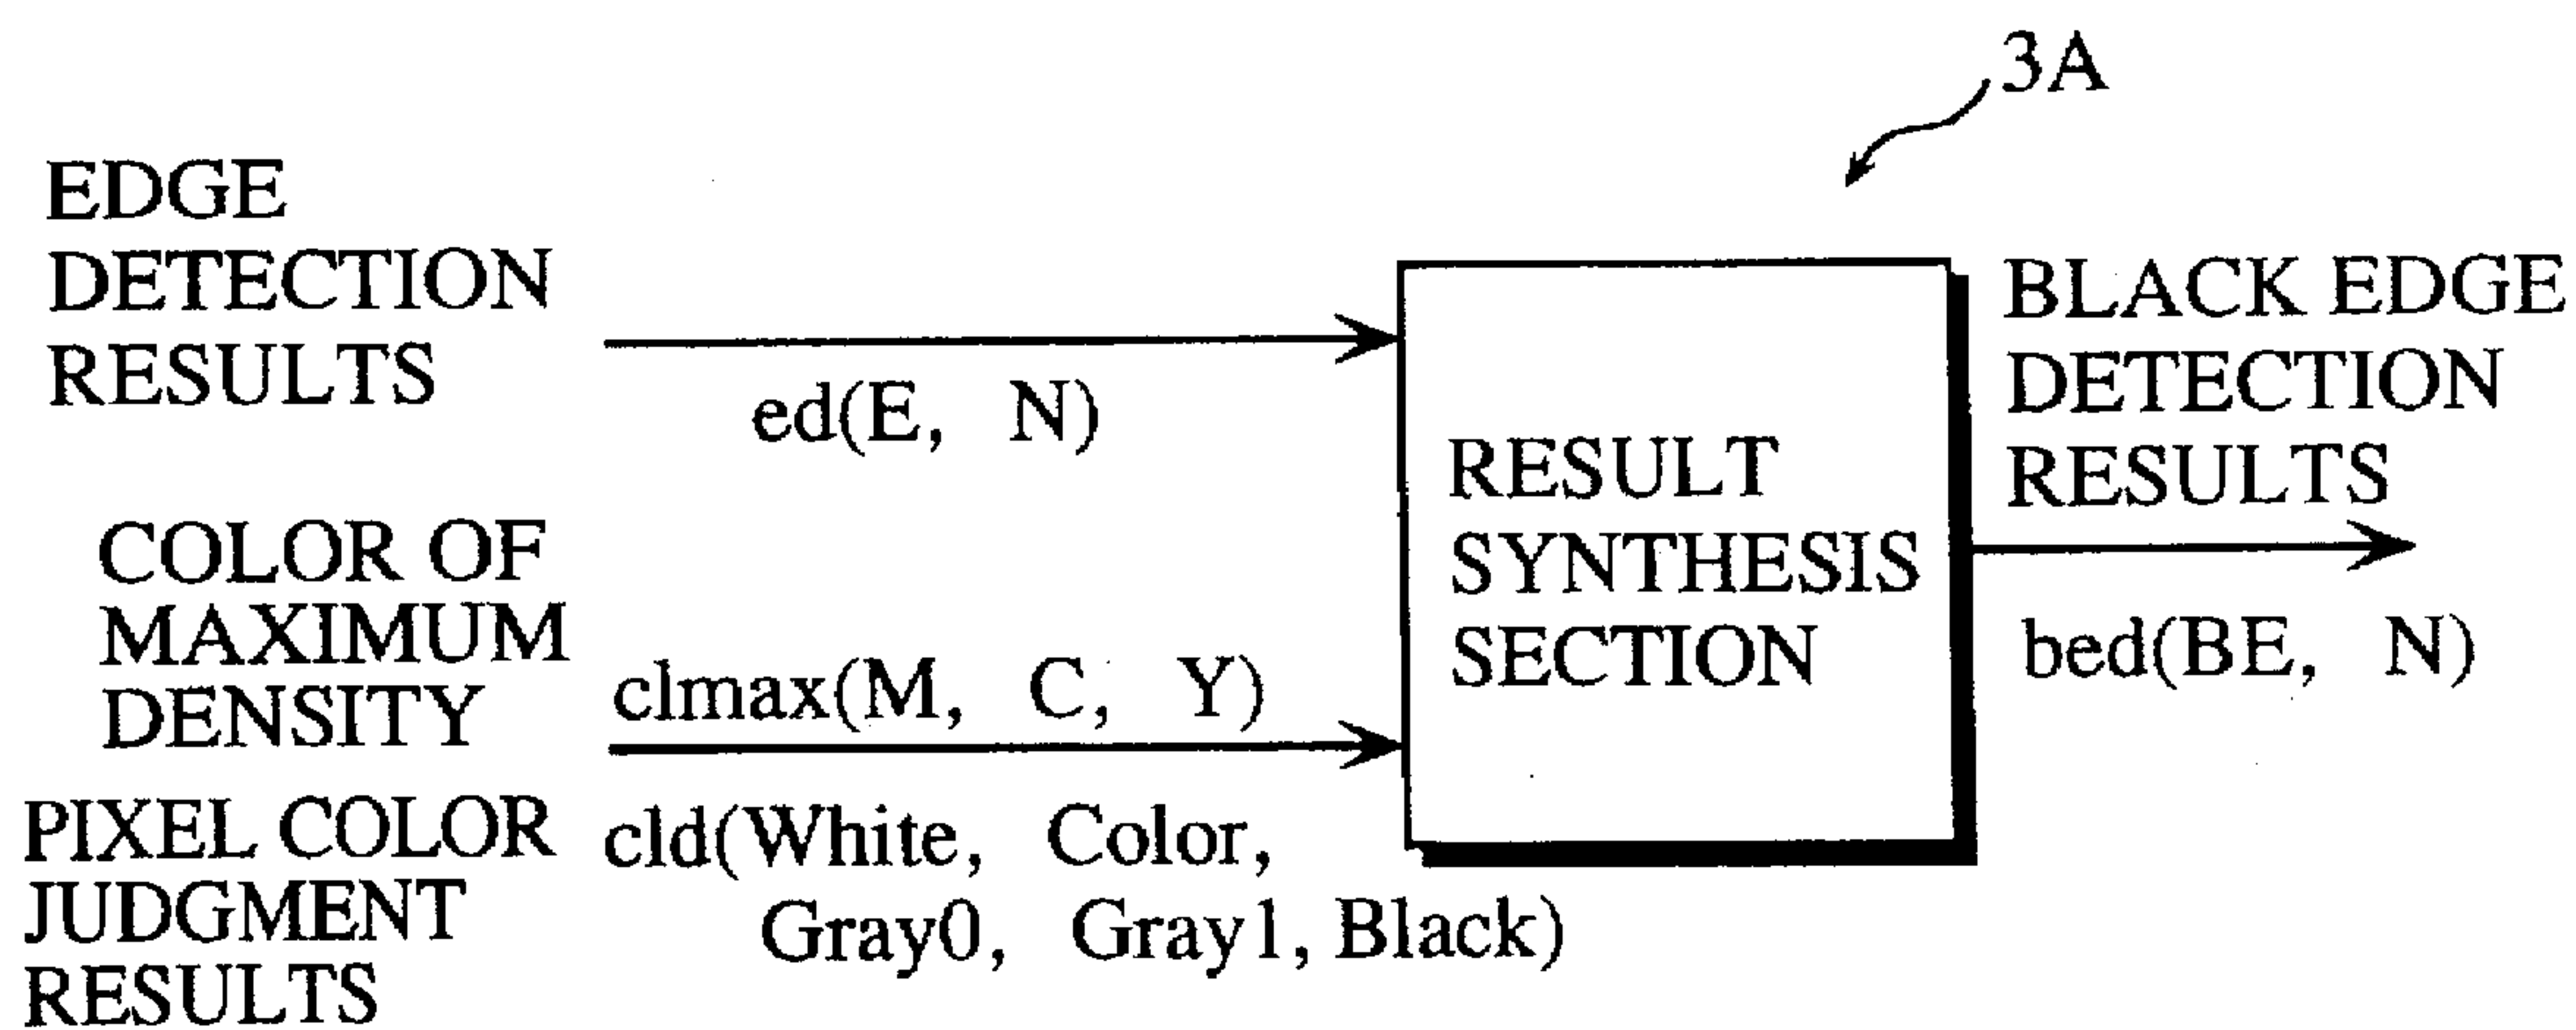 3A
EDGE
DETECTION
RESULTS
ed(E, N)
COLOR OF
MAXIMUM
DENSITY
clmax(M, C, Y)
PIXEL COLOR
JUDGMENT
RESULTS
cld(White, Color,
Gray0, Gray1, Black)
RESULT
SYNTHESIS
SECTION
BLACK EDGE
DETECTION
RESULTS
bed(BE, N)